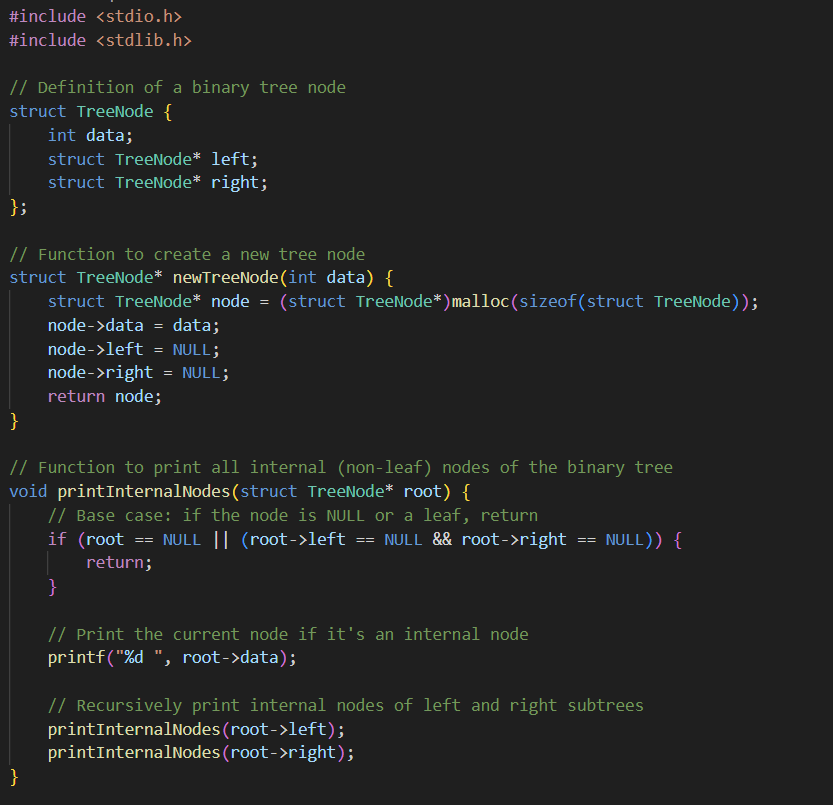 #include <stdio.h>
#include <stdlib.h>

// Definition of a binary tree node
struct TreeNode {
    int data;
    struct TreeNode* left;
    struct TreeNode* right;
};

// Function to create a new tree node
struct TreeNode* newTreeNode(int data) {
    struct TreeNode* node = (struct TreeNode*)malloc(sizeof(struct TreeNode));
    node->data = data;
    node->left = NULL;
    node->right = NULL;
    return node;
}

// Function to print all internal (non-leaf) nodes of the binary tree
void printInternalNodes(struct TreeNode* root) {
    // Base case: if the node is NULL or a leaf, return
    if (root == NULL || (root->left == NULL && root->right == NULL)) {
        return;
    }

    // Print the current node if it's an internal node
    printf("%d ", root->data);

    // Recursively print internal nodes of left and right subtrees
    printInternalNodes(root->left);
    printInternalNodes(root->right);
}